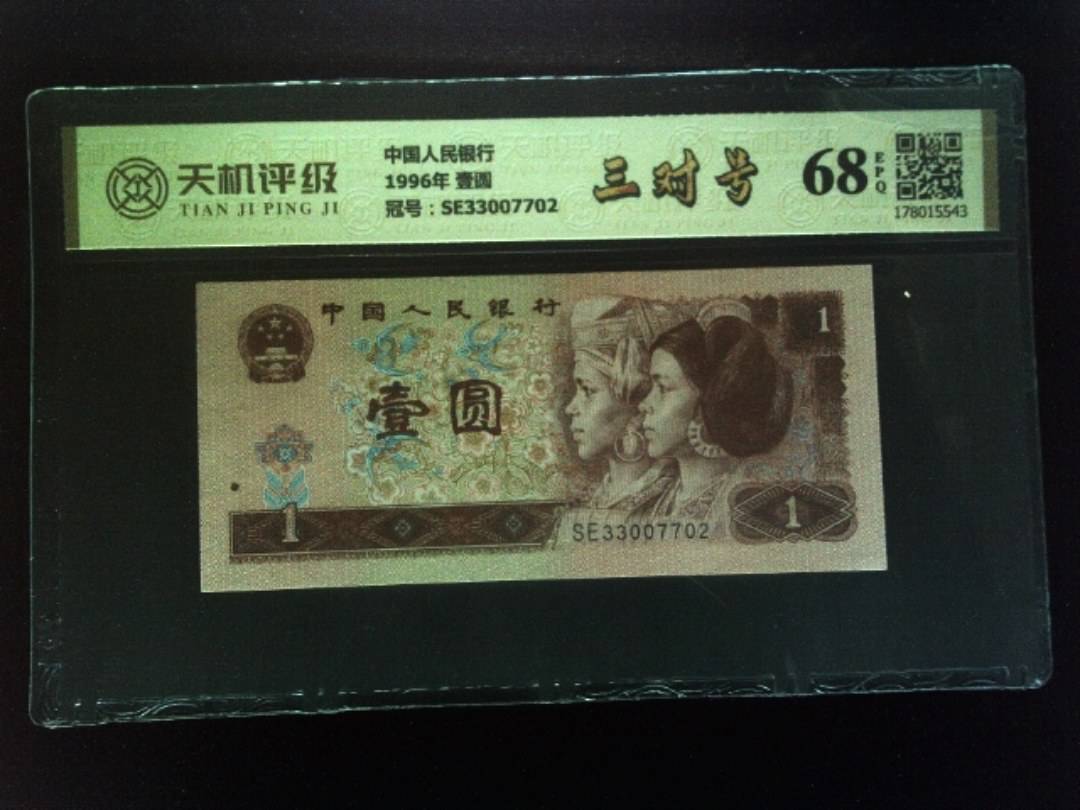 天机评级
TIAN JI PING JI
中国人民银行
1996年 壹圆
冠号：SE33007702
三对号
68
EPQ
178015543
中国人民银行
1
壹圆
1
SE33007702
1